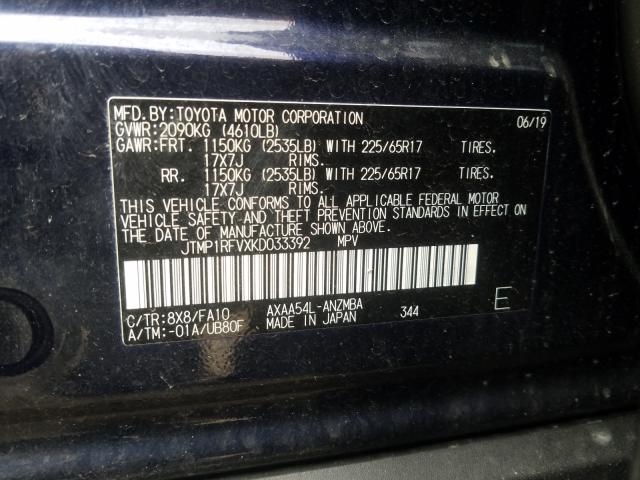 MFD.BY:TOYOTA MOTOR CORPORATION 06/19
GVWR:2090KG (4610LB)
GAWR:FRT. 1150KG (2535LB) WITH 225/65R17 TIRES.
17X7J RIMS.
RR. 1150KG (2535LB) WITH 225/65R17 TIRES.
17X7J RIMS.
THIS VEHICLE CONFORMS TO ALL APPLICABLE FEDERAL MOTOR
VEHICLE SAFETY AND THEFT PREVENTION STANDARDS IN EFFECT ON
THE DATE OF MANUFACTURE SHOWN ABOVE.
JTMP1RFVXKD033392 MPV
C/TR:8X8/FA10 AXAA54L-ANZMBA 344 E
A/TM:-01A/UB80F MADE IN JAPAN